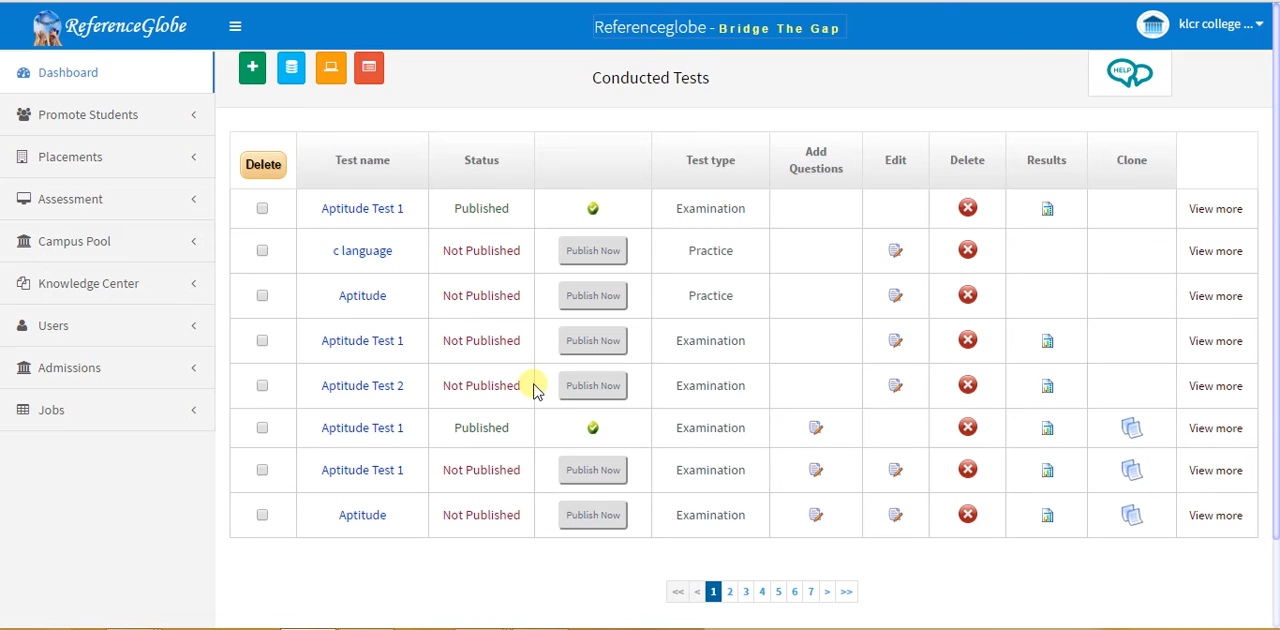 ReferenceGlobe
Referenceglobe - Bridge The Gap
klcr college ...
Dashboard
Promote Students
Placements
Assessment
Campus Pool
Knowledge Center
Users
Admissions
Jobs
Conducted Tests
HELP
Delete Test name Status Test type Add Questions Edit Delete Results Clone
Aptitude Test 1 Published Examination View more
c language Not Published Publish Now Practice View more
Aptitude Not Published Publish Now Practice View more
Aptitude Test 1 Not Published Publish Now Examination View more
Aptitude Test 2 Not Published Publish Now Examination View more
Aptitude Test 1 Published Examination View more
Aptitude Test 1 Not Published Publish Now Examination View more
Aptitude Not Published Publish Now Examination View more
<< < 1 2 3 4 5 6 7 > >>